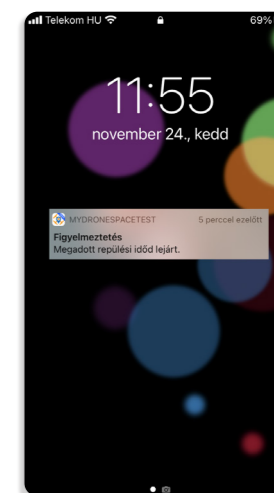 Telekom HU 69%
11:55
november 24., kedd
MYDRONESPACETEST 5 perccel ezelőtt
Figyelmeztetés
Megadott repülési időd lejárt.